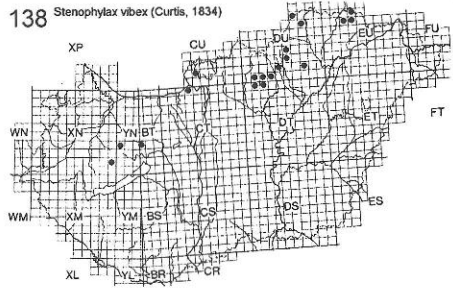 138 Stenophylax vibex (Curtis, 1834)
XP CU DU EU FU
WN XN YN BT ET FT
DT
WM XM YM BS CS DS ES
XL YL BR CR